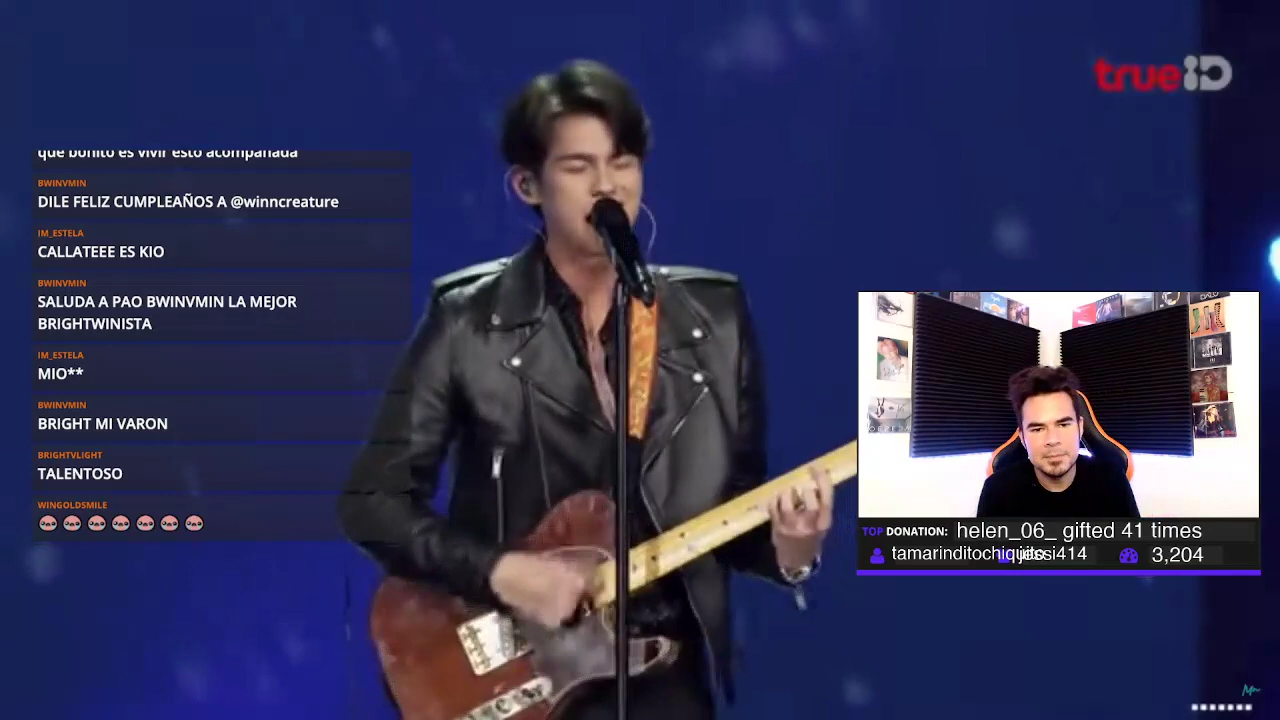 trueID
que bonito es vivir esto acompañada
BWINVMIN
DILE FELIZ CUMPLEAÑOS A @winncreature
IM_ESTELA
CALLATEEE ES KIO
BWINVMIN
SALUDA A PAO BWINVMIN LA MEJOR
BRIGHTWINISTA
IM_ESTELA
MIO**
BWINVMIN
BRIGHT MI VARON
BRIGHTVLIGHT
TALENTOSO
WINGOLDSMILE
TOP DONATION: helen_06_ gifted 41 times
tamarinditochiquito jessi414 3,204